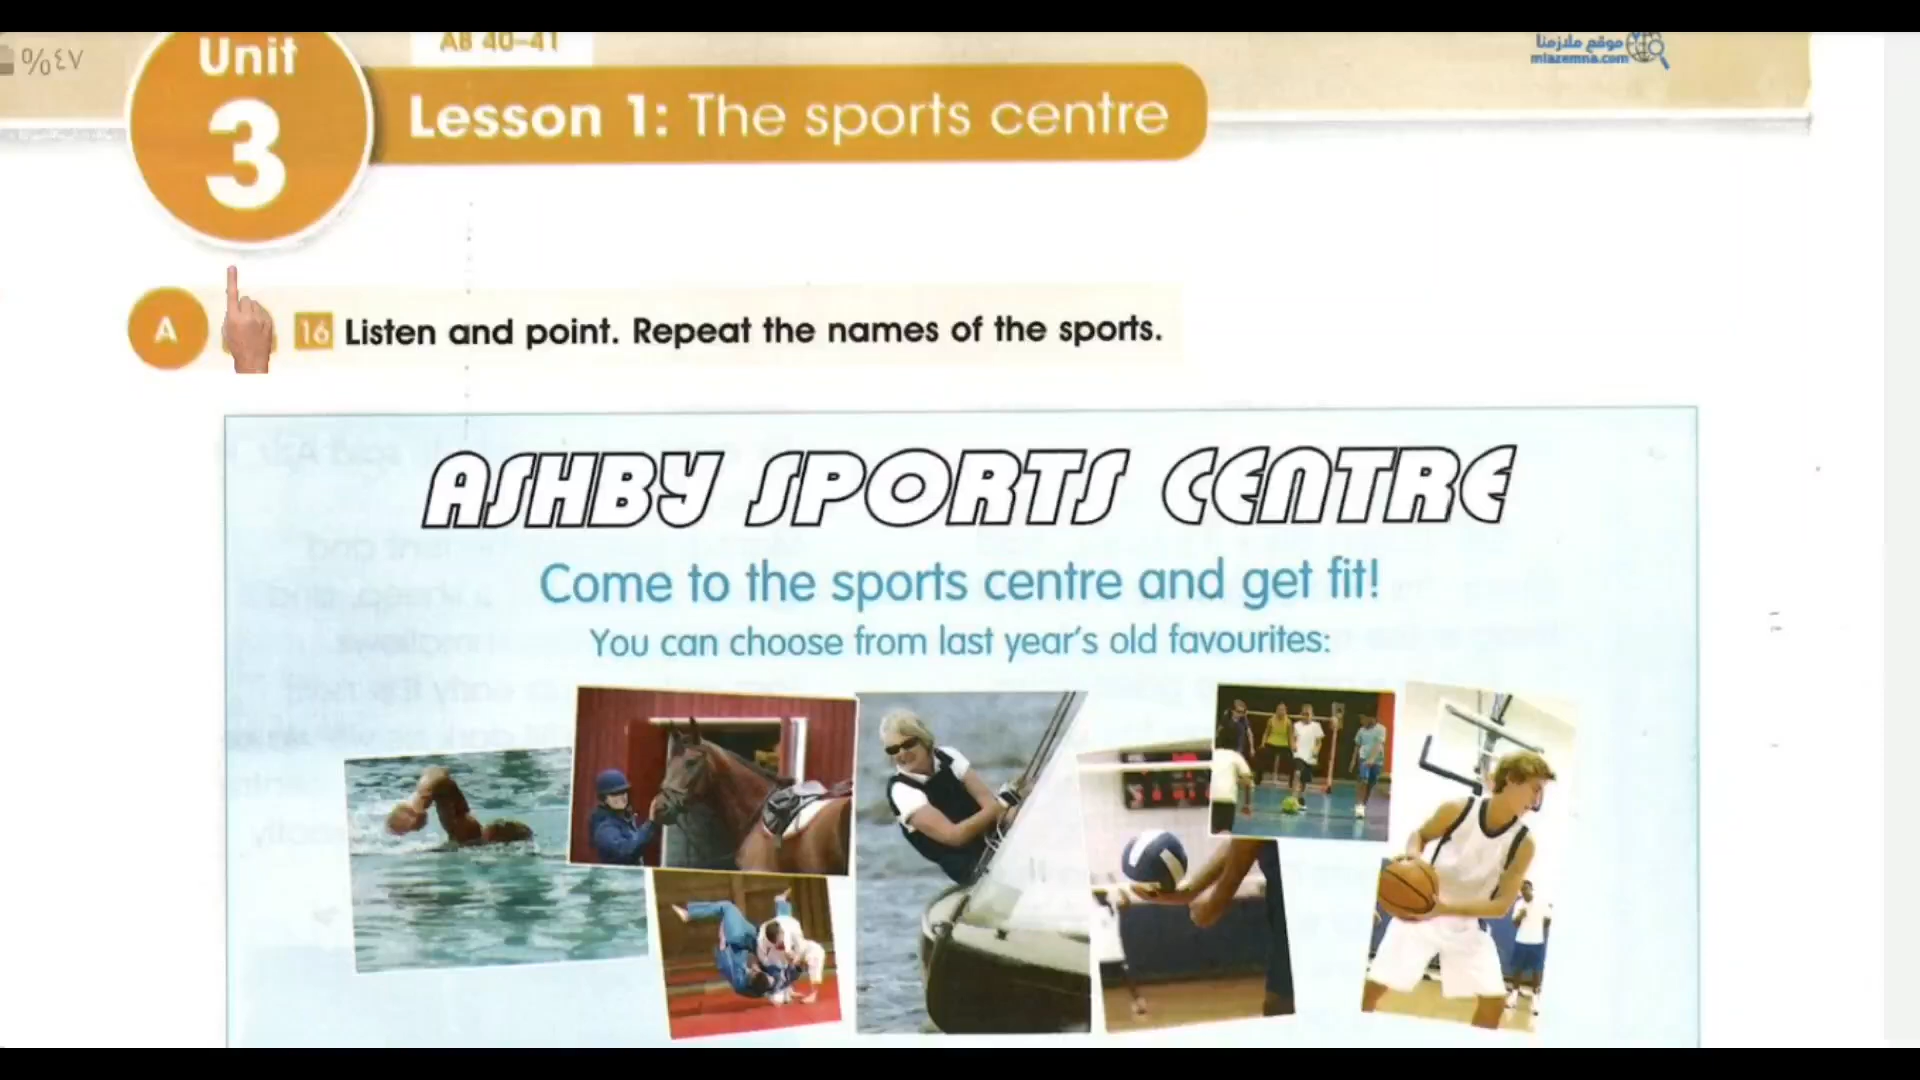 %٤٧
Unit
3
AB 40–41
Lesson 1: The sports centre
موقع ملازمنا
mlazemna.com
A
16 Listen and point. Repeat the names of the sports.
ASHBY SPORTS CENTRE
Come to the sports centre and get fit!
You can choose from last year's old favourites: